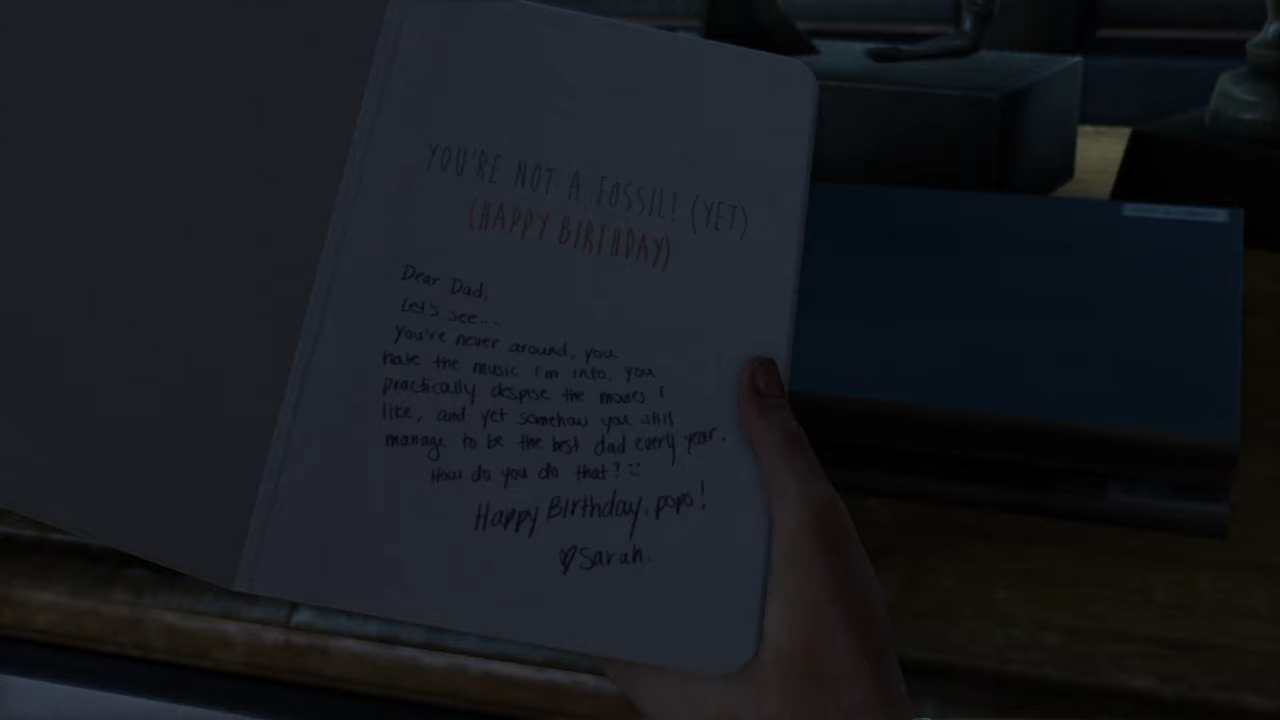 YOU'RE NOT A FOSSIL! (YET)
(HAPPY BIRTHDAY)
Dear Dad,
Let's see...
you're never around, you
hate the music I'm into, you
practically despise the movies I
like, and yet somehow you still
manage to be the best dad every year.
How do you do that? :)
Happy Birthday, pops!
♥ Sarah.